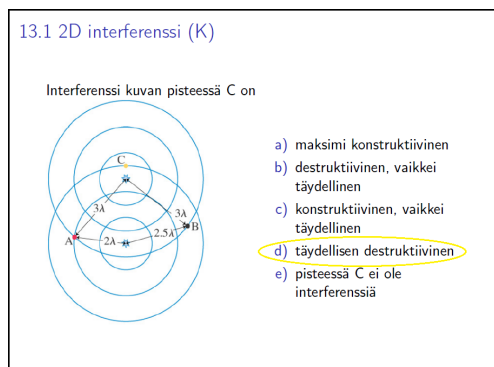 13.1 2D interferenssi (K)
Interferenssi kuvan pisteessä C on
C
3λ
3λ
A
2λ
2.5λ
B
a) maksimi konstruktiivinen
b) destruktiivinen, vaikkei
täydellinen
c) konstruktiivinen, vaikkei
täydellinen
d) täydellisen destruktiivinen
e) pisteessä C ei ole
interferenssiä